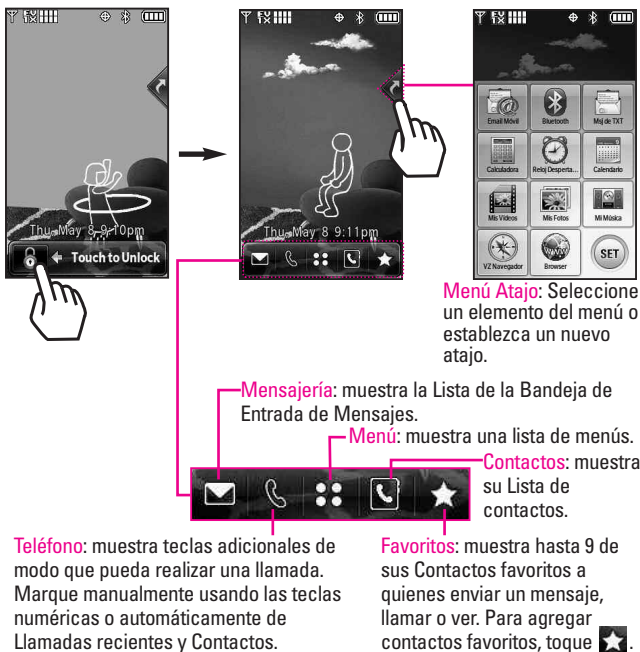 Thu May 8 9:10pm
Touch to Unlock
Thu May 8 9:11pm
Email Móvil
Bluetooth
Msj de TXT
Calculadora
Reloj Desperta...
Calendario
Mis Videos
Mis Fotos
Mi Música
VZ Navegador
Browser
SET
Menú Atajo: Seleccione
un elemento del menú o
establezca un nuevo
atajo.
Mensajería: muestra la Lista de la Bandeja de
Entrada de Mensajes.
Menú: muestra una lista de menús.
Contactos: muestra
su Lista de
contactos.
Teléfono: muestra teclas adicionales de
modo que pueda realizar una llamada.
Marque manualmente usando las teclas
numéricas o automáticamente de
Llamadas recientes y Contactos.
Favoritos: muestra hasta 9 de
sus Contactos favoritos a
quienes enviar un mensaje,
llamar o ver. Para agregar
contactos favoritos, toque .